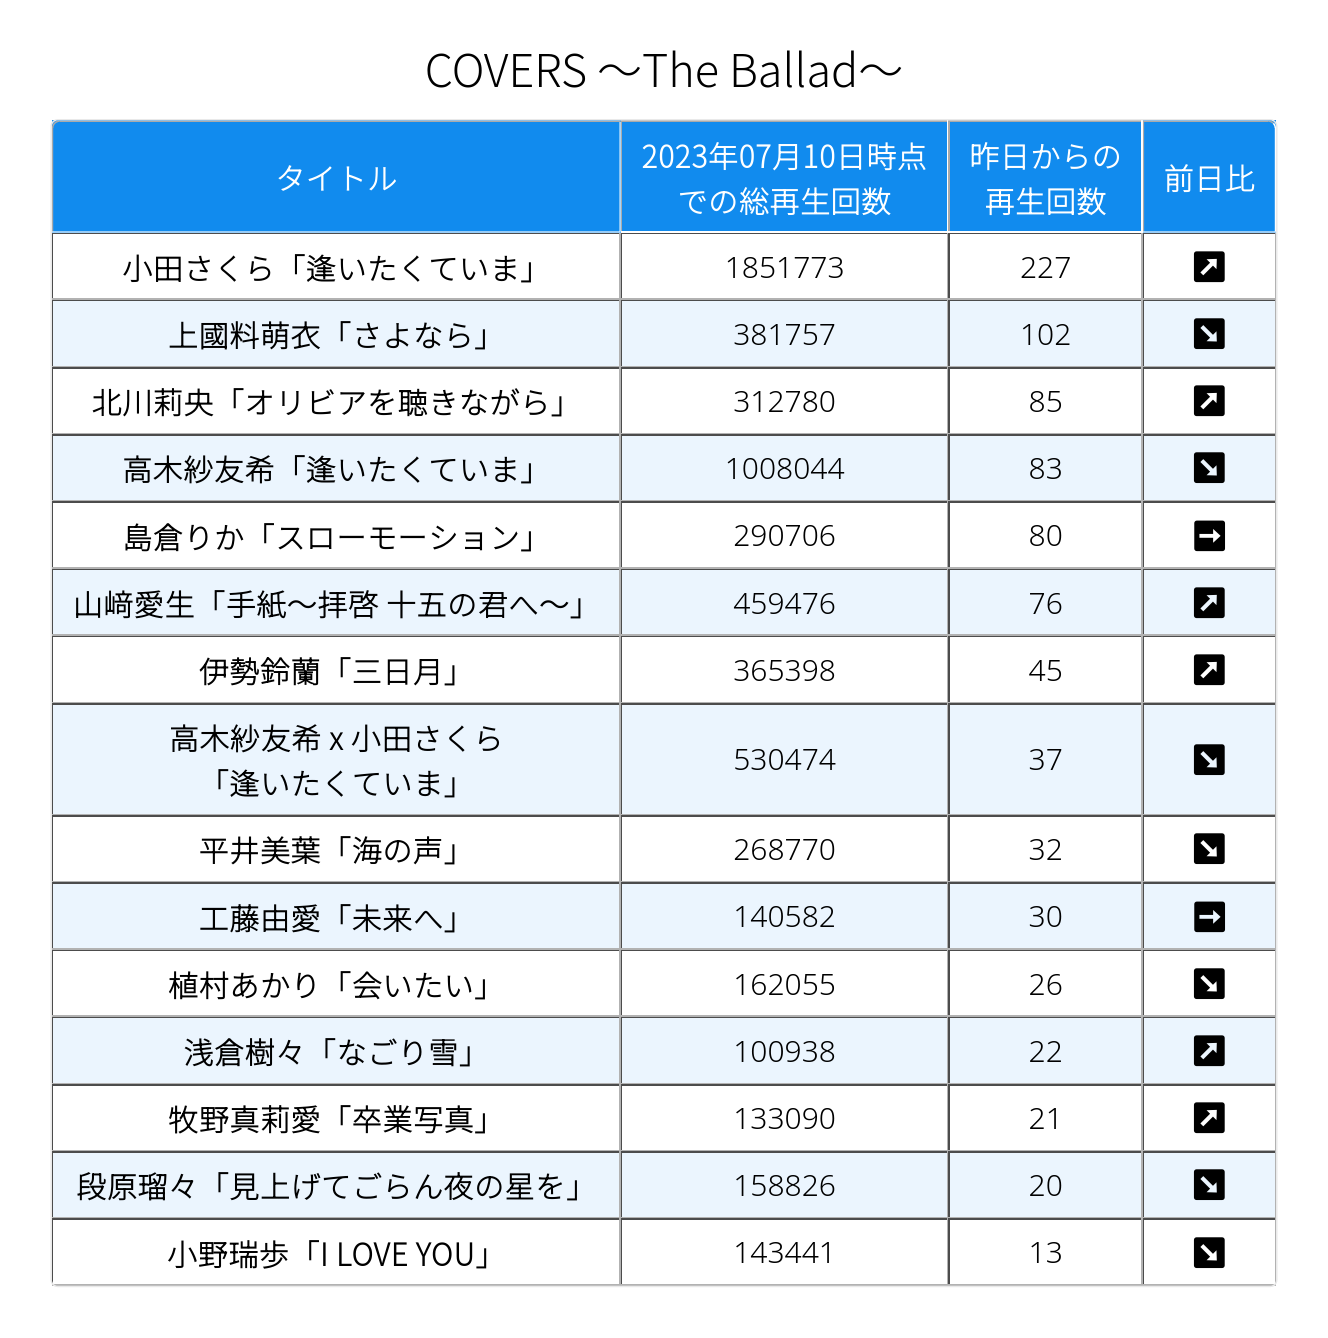 COVERS ～The Ballad～
タイトル
2023年07月10日時点
での総再生回数
昨日からの
再生回数
前日比
小田さくら「逢いたくていま」 1851773 227 ↗
上國料萌衣「さよなら」 381757 102 ↘
北川莉央「オリビアを聴きながら」 312780 85 ↗
高木紗友希「逢いたくていま」 1008044 83 ↘
島倉りか「スローモーション」 290706 80 →
山﨑愛生「手紙～拝啓 十五の君へ～」 459476 76 ↗
伊勢鈴蘭「三日月」 365398 45 ↗
高木紗友希 x 小田さくら
「逢いたくていま」 530474 37 ↘
平井美葉「海の声」 268770 32 ↘
工藤由愛「未来へ」 140582 30 →
植村あかり「会いたい」 162055 26 ↘
浅倉樹々「なごり雪」 100938 22 ↗
牧野真莉愛「卒業写真」 133090 21 ↗
段原瑠々「見上げてごらん夜の星を」 158826 20 ↘
小野瑞歩「I LOVE YOU」 143441 13 ↘